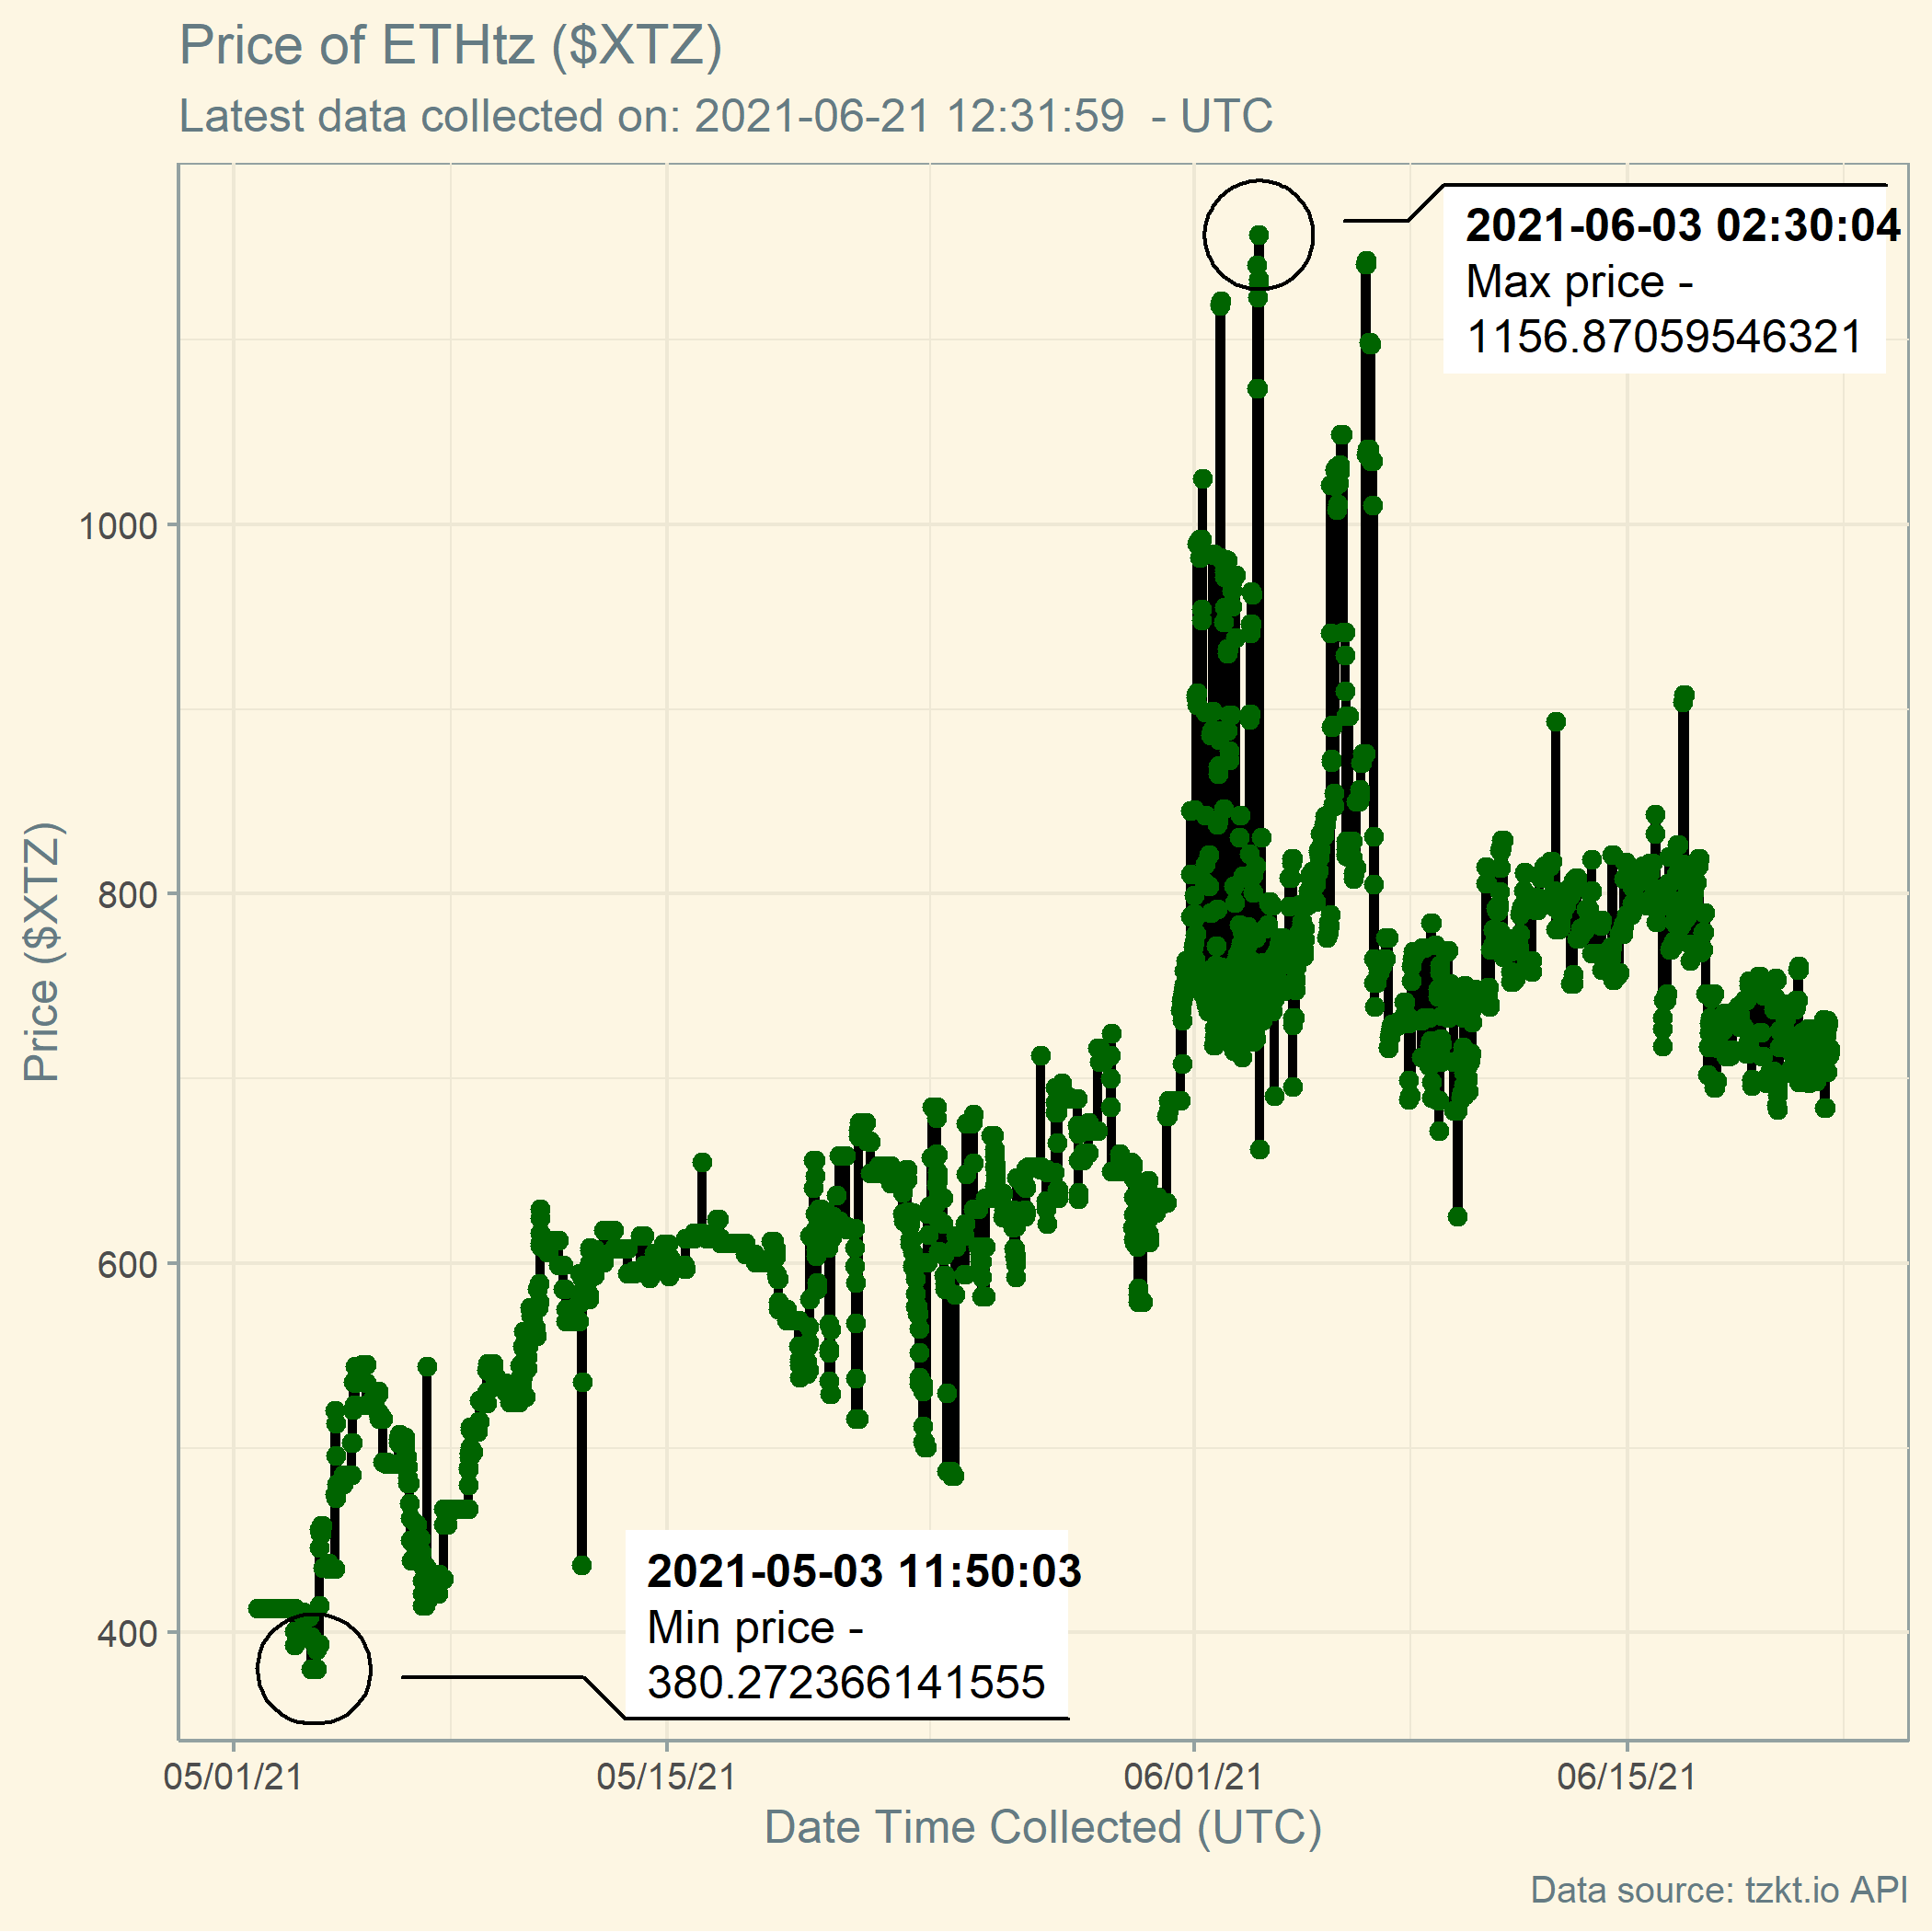 Price of ETHtz ($XTZ)
Latest data collected on: 2021-06-21 12:31:59  - UTC
2021-06-03 02:30:04
Max price -
1156.87059546321
1000
800
600
400
Price ($XTZ)
2021-05-03 11:50:03
Min price -
380.272366141555
05/01/21
05/15/21
06/01/21
06/15/21
Date Time Collected (UTC)
Data source: tzkt.io API